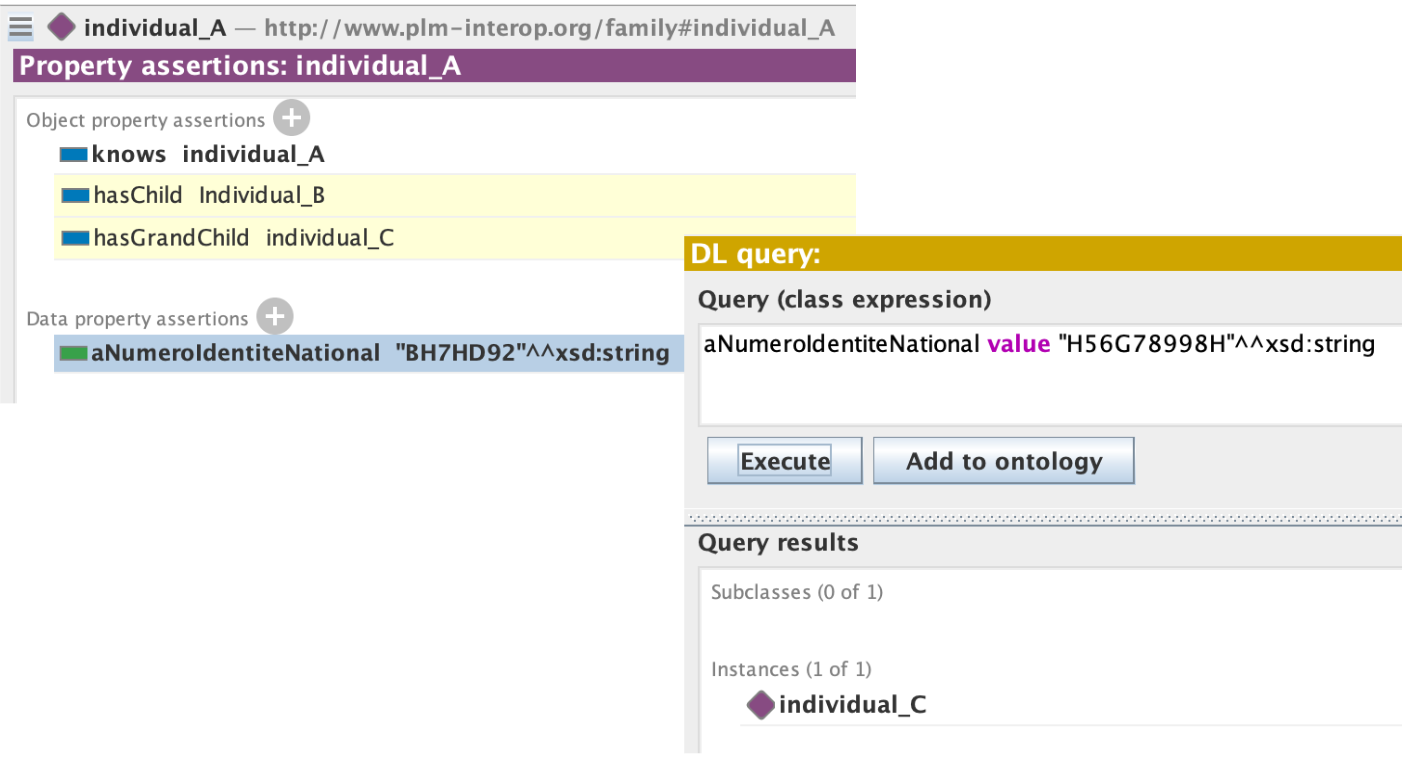 individual_A — http://www.plm-interop.org/family#individual_A
Property assertions: individual_A
Object property assertions
knows individual_A
hasChild Individual_B
hasGrandChild individual_C
Data property assertions
aNumeroIdentiteNational "BH7HD92"^^xsd:string
DL query:
Query (class expression)
aNumeroIdentiteNational value "H56G78998H"^^xsd:string
Execute Add to ontology
Query results
Subclasses (0 of 1)
Instances (1 of 1)
individual_C